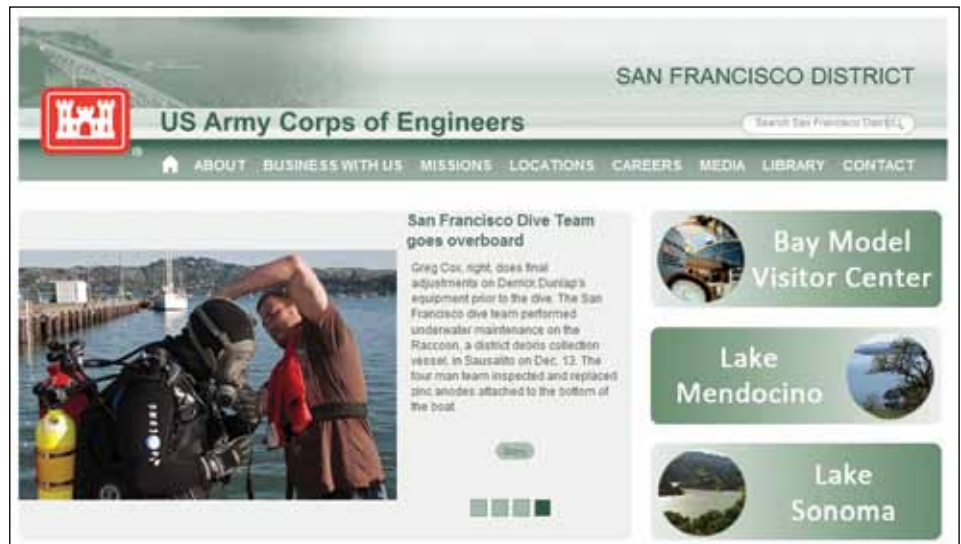 SAN FRANCISCO DISTRICT
US Army Corps of Engineers
Search San Francisco District
ABOUT BUSINESS WITH US MISSIONS LOCATIONS CAREERS MEDIA LIBRARY CONTACT
San Francisco Dive Team
goes overboard
Greg Cox, right, does final
adjustments on Derrick Dunlap's
equipment prior to the dive. The San
Francisco dive team performed
underwater maintenance on the
Raccoon, a district debris collection
vessel, in Sausalito on Dec. 13. The
four man team inspected and replaced
zinc anodes attached to the bottom of
the boat.
Bay Model
Visitor Center
Lake
Mendocino
Lake
Sonoma